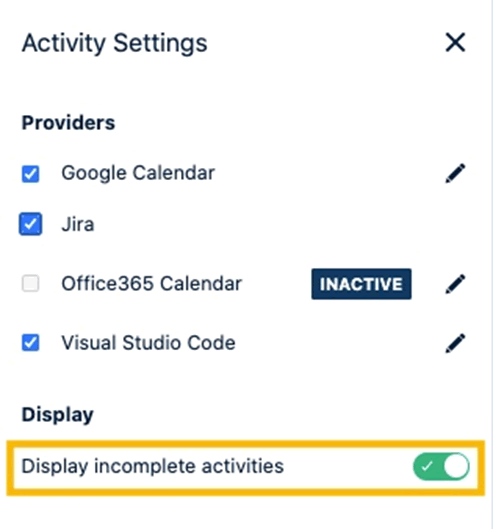 Activity Settings
Providers
Google Calendar
Jira
Office365 Calendar INACTIVE
Visual Studio Code
Display
Display incomplete activities